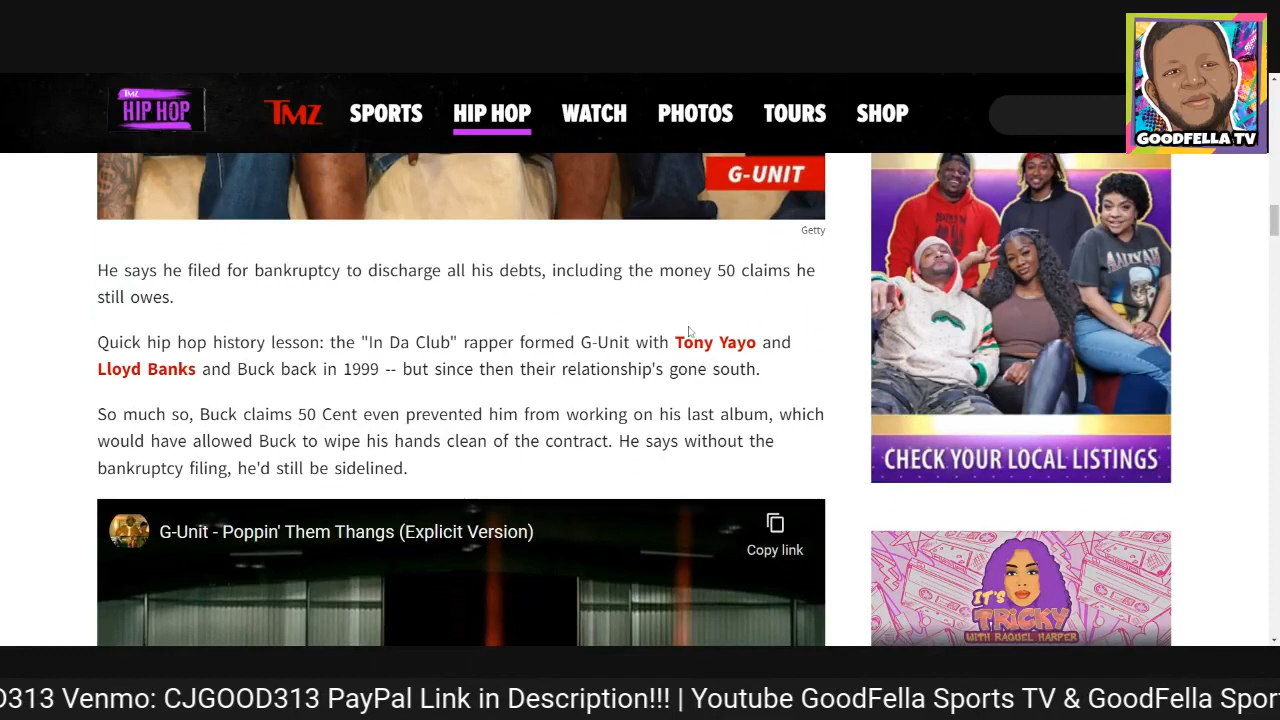 TMZ
HIP HOP
TMZ SPORTS HIP HOP WATCH PHOTOS TOURS SHOP
GOODFELLA TV
G-UNIT
Getty
He says he filed for bankruptcy to discharge all his debts, including the money 50 claims he
still owes.
Quick hip hop history lesson: the "In Da Club" rapper formed G-Unit with Tony Yayo and
Lloyd Banks and Buck back in 1999 -- but since then their relationship's gone south.
So much so, Buck claims 50 Cent even prevented him from working on his last album, which
would have allowed Buck to wipe his hands clean of the contract. He says without the
bankruptcy filing, he'd still be sidelined.
G-Unit - Poppin' Them Thangs (Explicit Version)
Copy link
AALIYAH
CHECK YOUR LOCAL LISTINGS
IT'S
TRICKY
WITH RAQUEL HARPER
D313 Venmo: CJGOOD313 PayPal Link in Description!!! | Youtube GoodFella Sports TV & GoodFella Spor